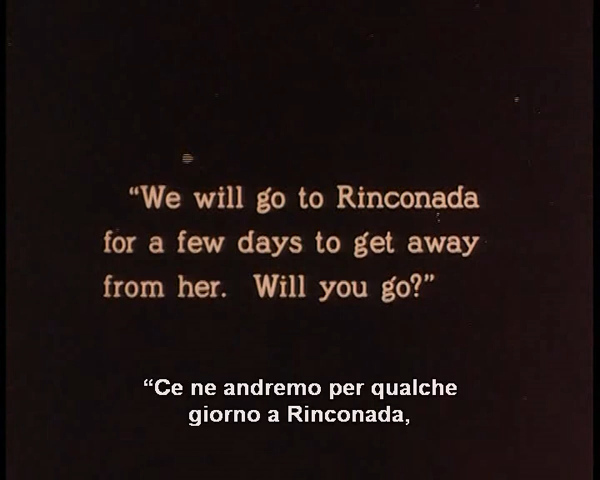 “We will go to Rinconada
for a few days to get away
from her. Will you go?”
“Ce ne andremo per qualche
giorno a Rinconada,